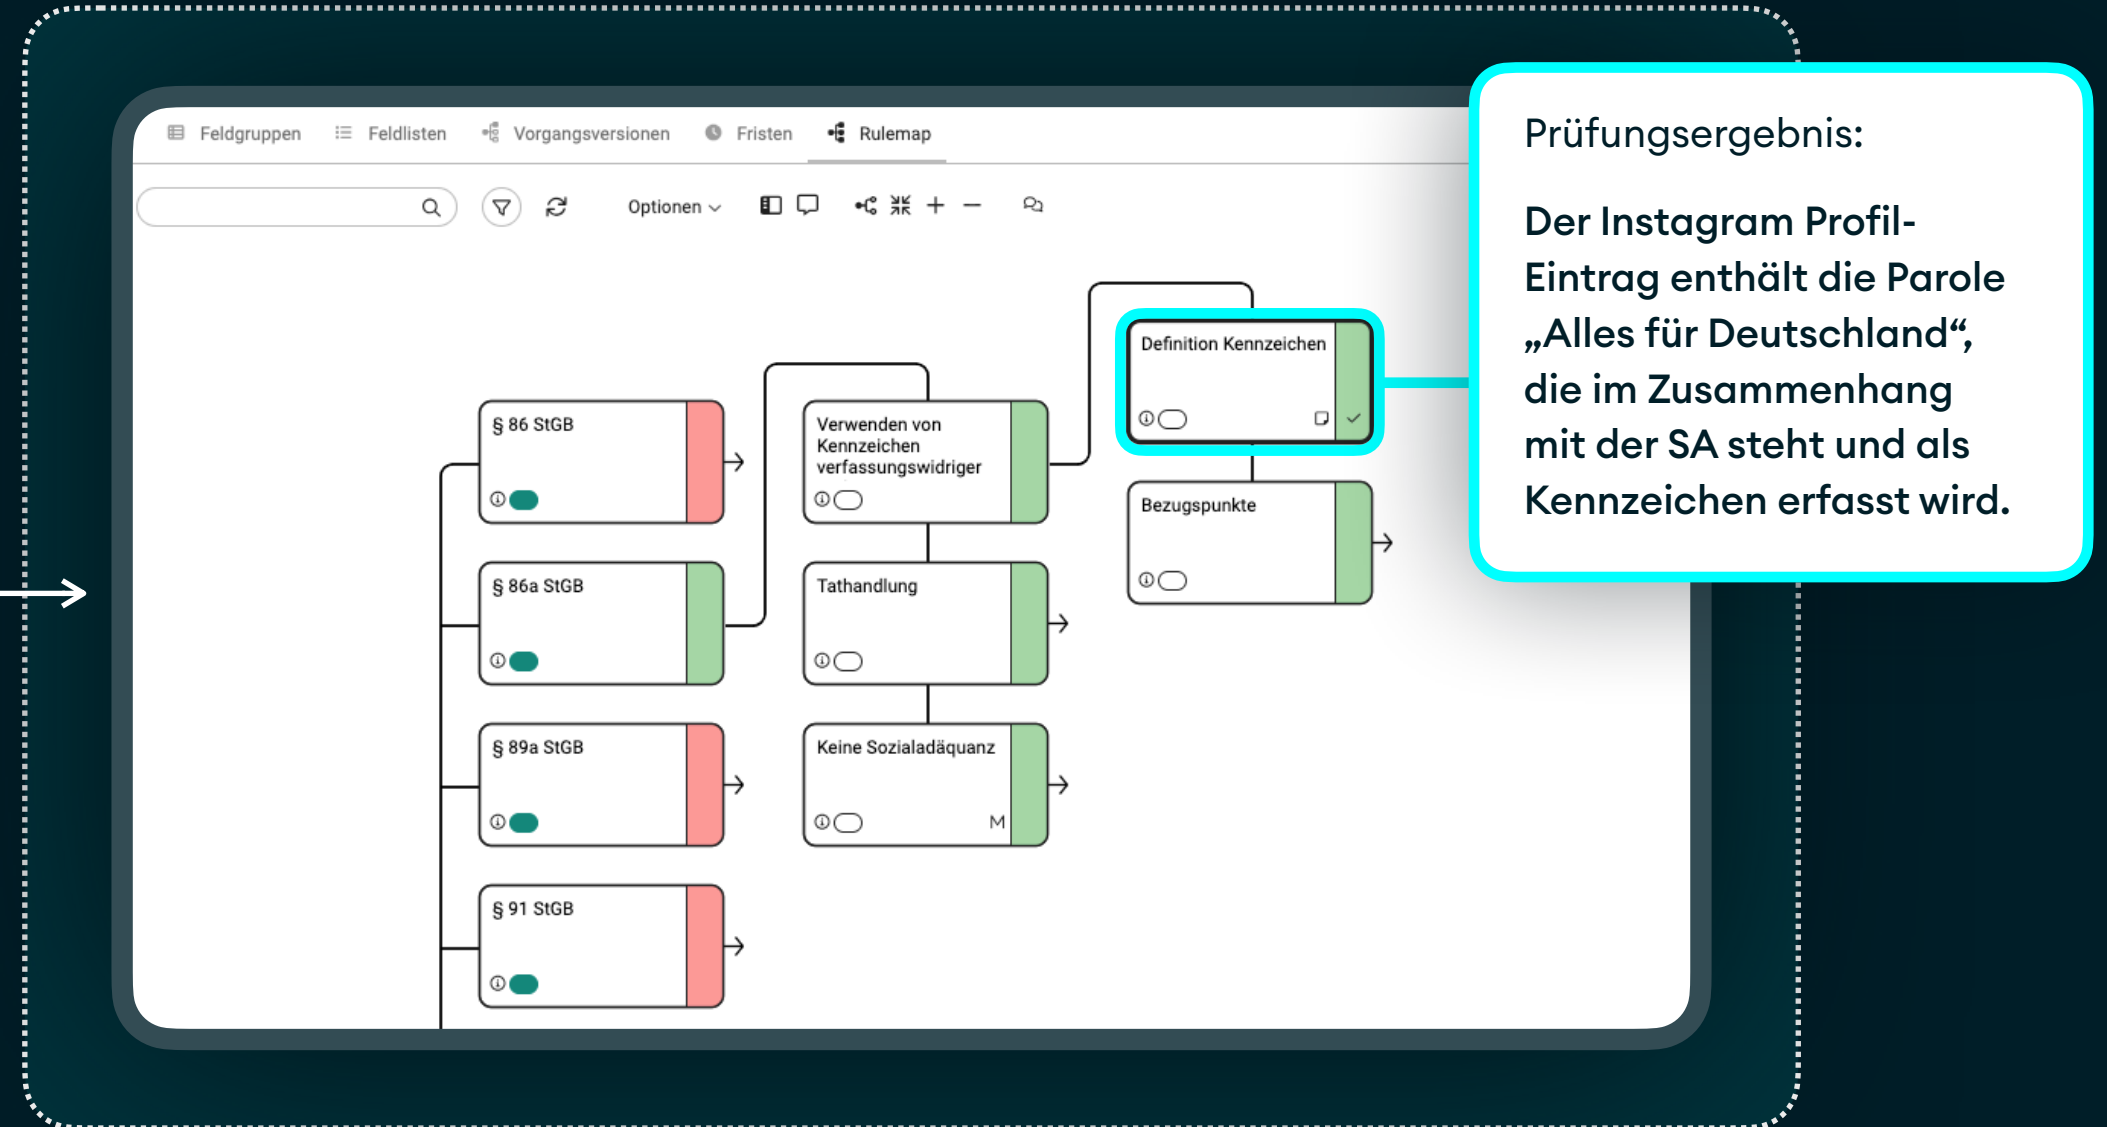 Feldgruppen
Feldlisten
Vorgangsversionen
Fristen
Rulemap
Optionen
§ 86 StGB
§ 86a StGB
§ 89a StGB
§ 91 StGB
Verwenden von
Kennzeichen
verfassungswidriger
Tathandlung
Keine Sozialadäquanz
M
Definition Kennzeichen
Bezugspunkte
Prüfungsergebnis:
Der Instagram Profil-
Eintrag enthält die Parole
„Alles für Deutschland“,
die im Zusammenhang
mit der SA steht und als
Kennzeichen erfasst wird.